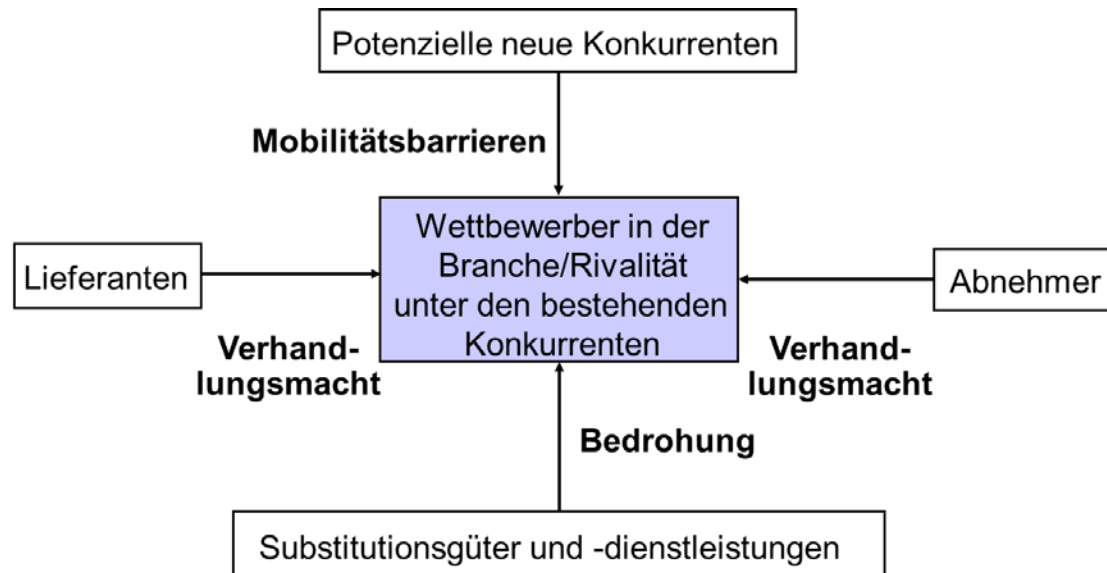 Potenzielle neue Konkurrenten
Mobilitätsbarrieren
Wettbewerber in der
Branche/Rivalität
unter den bestehenden
Konkurrenten
Lieferanten
Abnehmer
Verhand-
lungsmacht
Verhand-
lungsmacht
Bedrohung
Substitutionsgüter und -dienstleistungen